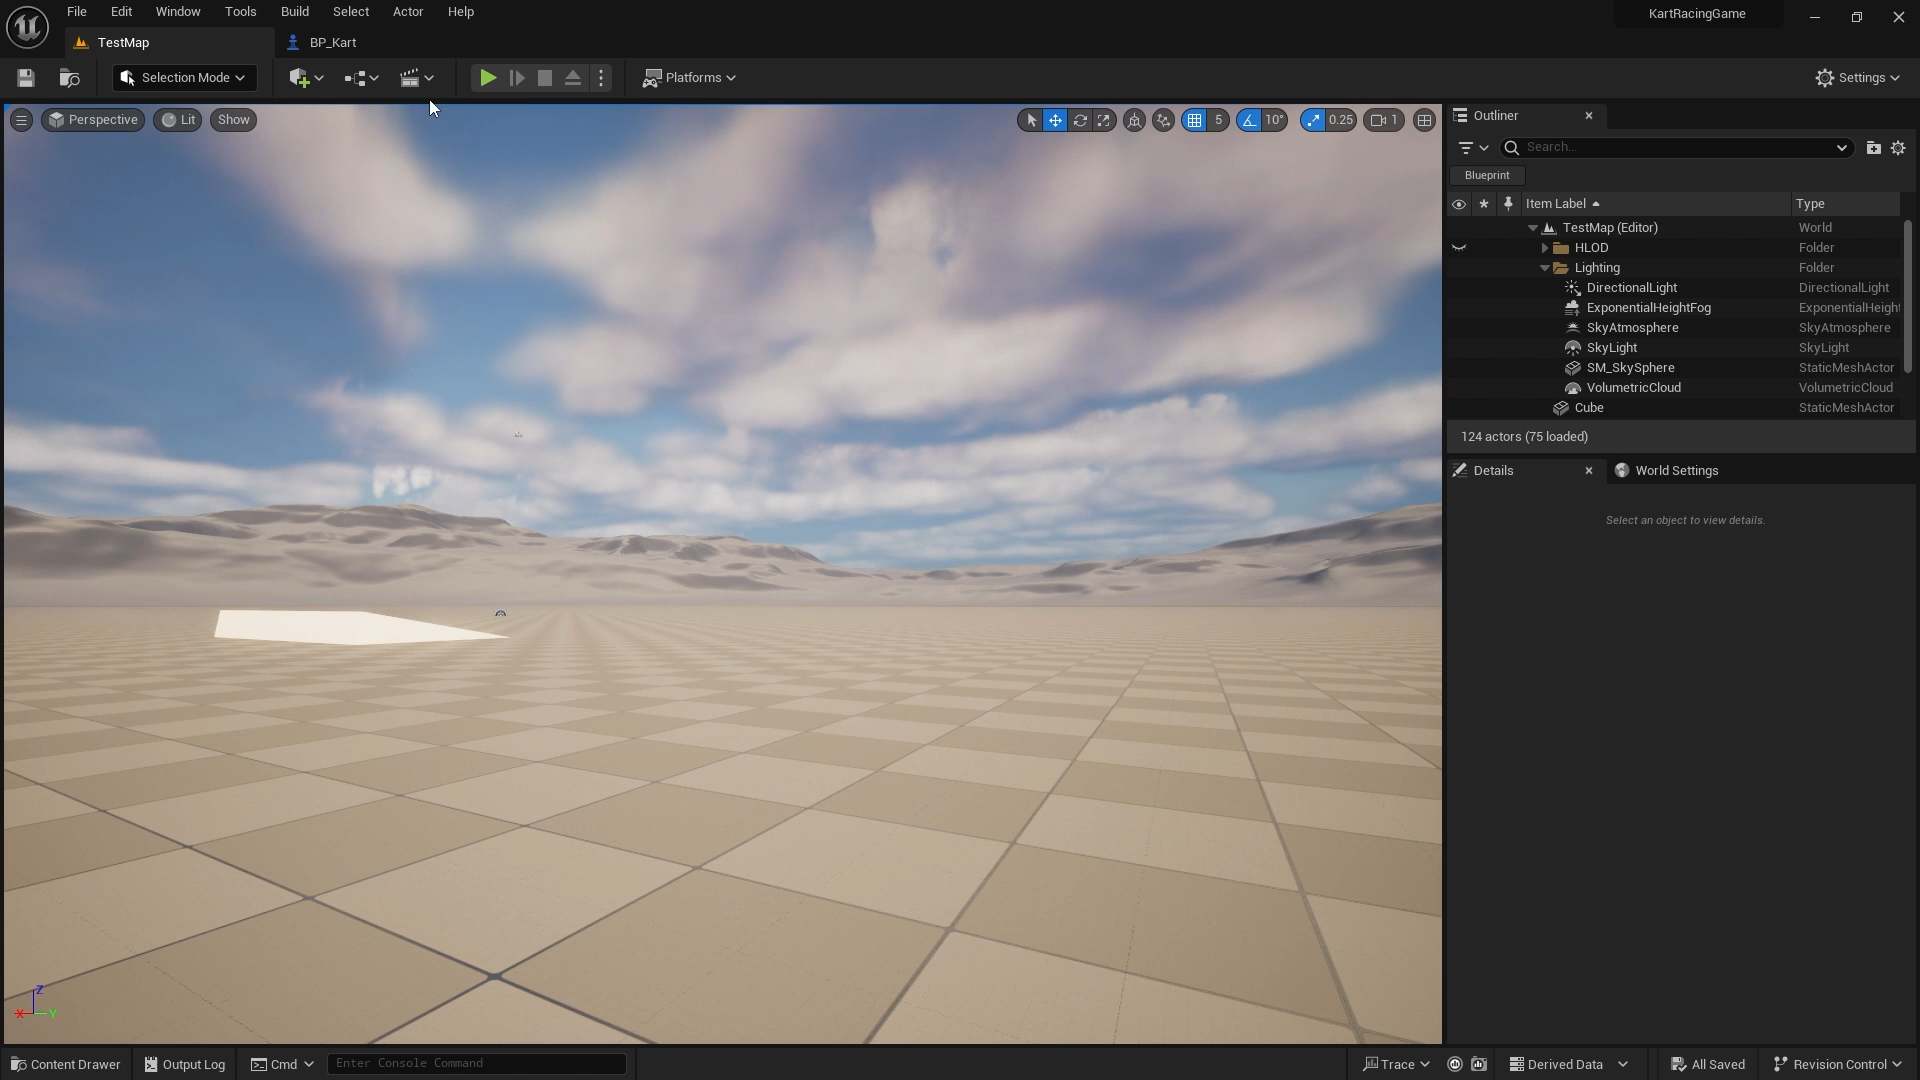 File Edit Window Tools Build Select Actor Help
KartRacingGame
TestMap
BP_Kart
Selection Mode
Platforms
Settings
Perspective
Lit
Show
5
10°
0.25
1
Outliner
Search...
Blueprint
Item Label
Type
TestMap (Editor)
World
HLOD
Folder
Lighting
Folder
DirectionalLight
DirectionalLight
ExponentialHeightFog
ExponentialHeight
SkyAtmosphere
SkyAtmosphere
SkyLight
SkyLight
SM_SkySphere
StaticMeshActor
VolumetricCloud
VolumetricCloud
Cube
StaticMeshActor
124 actors (75 loaded)
Details
World Settings
Select an object to view details.
Z
X
Y
Content Drawer
Output Log
Cmd
Enter Console Command
Trace
Derived Data
All Saved
Revision Control